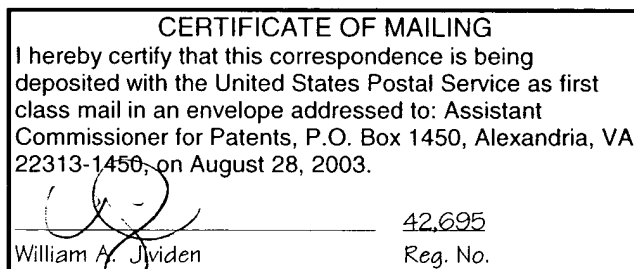 CERTIFICATE OF MAILING
I hereby certify that this correspondence is being
deposited with the United States Postal Service as first
class mail in an envelope addressed to: Assistant
Commissioner for Patents, P.O. Box 1450, Alexandria, VA
22313-1450, on August 28, 2003.
42,695
William A. Jividen Reg. No.